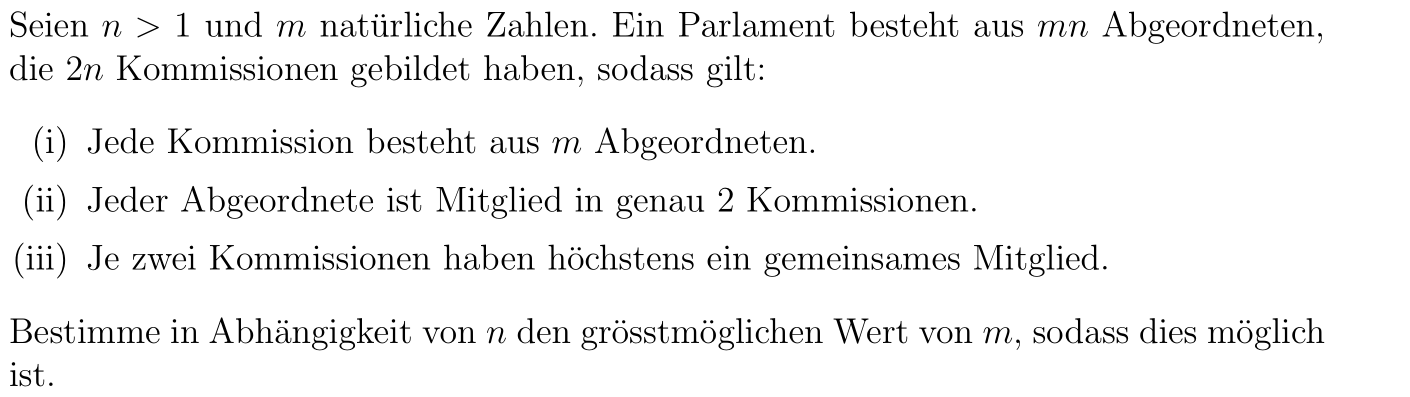 Seien n > 1 und m natürliche Zahlen. Ein Parlament besteht aus mn Abgeordneten,
die 2n Kommissionen gebildet haben, sodass gilt:
(i) Jede Kommission besteht aus m Abgeordneten.
(ii) Jeder Abgeordnete ist Mitglied in genau 2 Kommissionen.
(iii) Je zwei Kommissionen haben höchstens ein gemeinsames Mitglied.
Bestimme in Abhängigkeit von n den grösstmöglichen Wert von m, sodass dies möglich
ist.